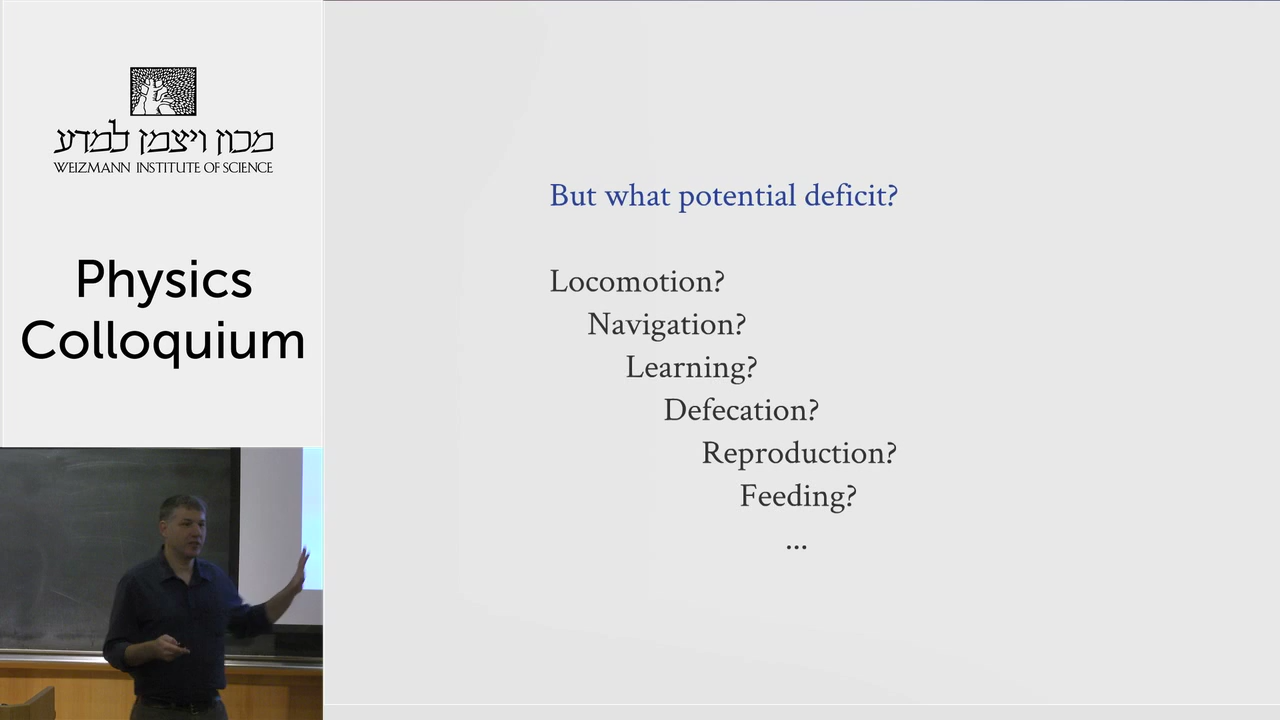 מכון ויצמן למדע
WEIZMANN INSTITUTE OF SCIENCE
Physics
Colloquium
But what potential deficit?
Locomotion?
Navigation?
Learning?
Defecation?
Reproduction?
Feeding?
...